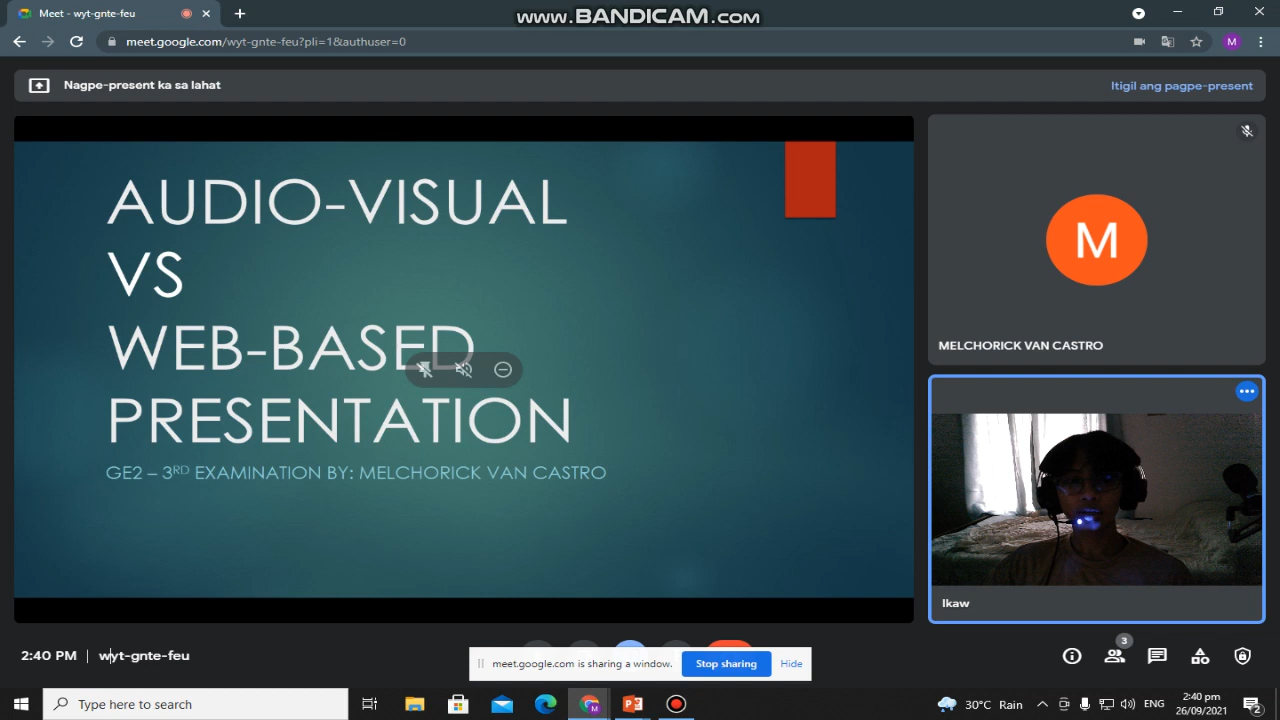 Meet - wyt-gnte-feu
www.BANDICAM.com
meet.google.com/wyt-gnte-feu?pli=1&authuser=0
M
Nagpe-present ka sa lahat
Itigil ang pagpe-present
AUDIO-VISUAL
VS
WEB-BASED
PRESENTATION
GE2 – 3RD EXAMINATION BY: MELCHORICK VAN CASTRO
M
MELCHORICK VAN CASTRO
Ikaw
2:40 PM | wyt-gnte-feu
meet.google.com is sharing a window.
Stop sharing
Hide
3
Type here to search
M
30°C Rain
ENG
2:40 pm
26/09/2021
2